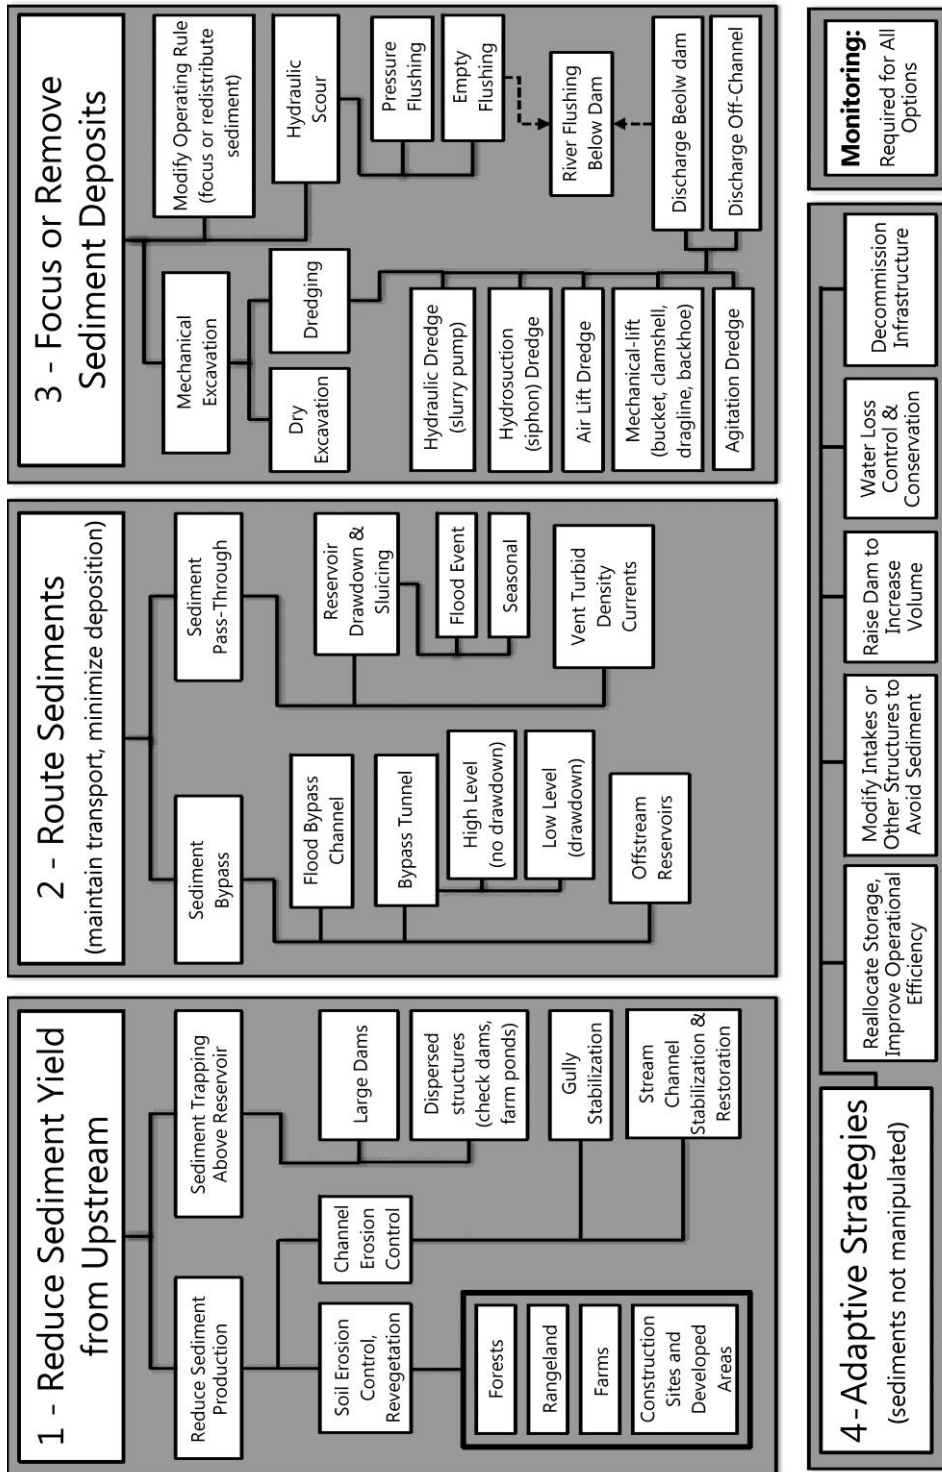 1 - Reduce Sediment Yield
from Upstream
Reduce Sediment
Production
Sediment Trapping
Above Reservoir
Soil Erosion
Control,
Revegetation
Channel
Erosion
Control
Large Dams
Dispersed
structures
(check dams,
farm ponds)
Forests
Rangeland
Farms
Construction
Sites and
Developed
Areas
Gully
Stabilization
Stream
Channel
Stabilization &
Restoration
2 - Route Sediments
(maintain transport, minimize deposition)
Sediment
Bypass
Sediment
Pass-Through
Flood Bypass
Channel
Bypass Tunnel
High Level
(no drawdown)
Low Level
(drawdown)
Offstream
Reservoirs
Reservoir
Drawdown &
Sluicing
Flood Event
Seasonal
Vent Turbid
Density
Currents
3 - Focus or Remove
Sediment Deposits
Mechanical
Excavation
Modify Operating Rule
(focus or redistribute
sediment)
Dry
Excavation
Dredging
Hydraulic
Scour
Pressure
Flushing
Empty
Flushing
River Flushing
Below Dam
Hydraulic Dredge
(slurry pump)
Hydrosuction
(siphon) Dredge
Air Lift Dredge
Mechanical-lift
(bucket, clamshell,
dragline, backhoe)
Agitation Dredge
Discharge Beolw dam
Discharge Off-Channel
4-Adaptive Strategies
(sediments not manipulated)
Reallocate Storage,
Improve Operational
Efficiency
Modify Intakes or
Other Structures to
Avoid Sediment
Raise Dam to
Increase
Volume
Water Loss
Control &
Conservation
Decommission
Infrastructure
Monitoring:
Required for All
Options